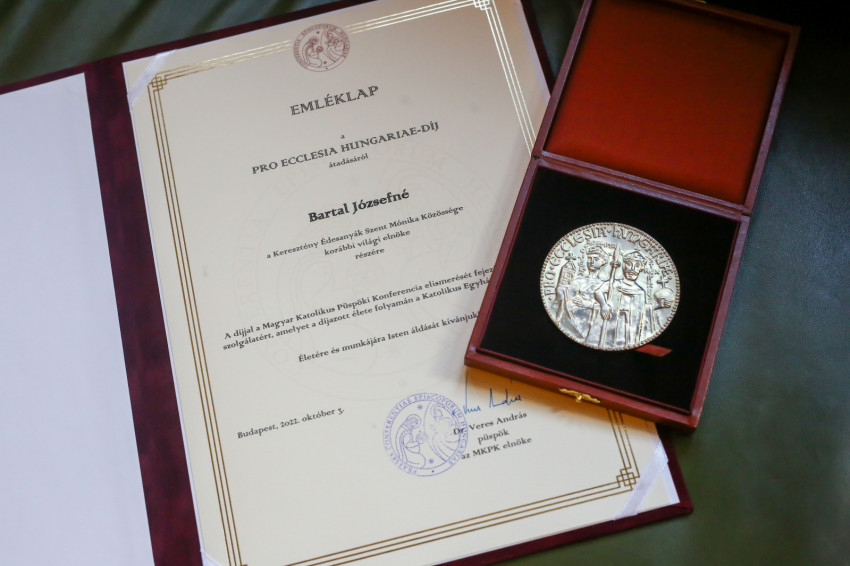 EMLÉKLAP
a
PRO ECCLESIA HUNGARIAE-DÍJ
átadásáról
Bartal Józsefné
a Keresztény Édesanyák Szent Mónika Közössége
korábbi világi elnöke
részére
A díjjal a Magyar Katolikus Püspöki Konferencia elismerését fejez
szolgálatért, amelyet a díjazott élete folyamán a Katolikus Egyhá
Életére és munkájára Isten áldását kívánjuk
Budapest, 2022. október 3.
Dr. Veres András
püspök
az MKPK elnöke
PRO·ECCLESIA·HUNGARIAE